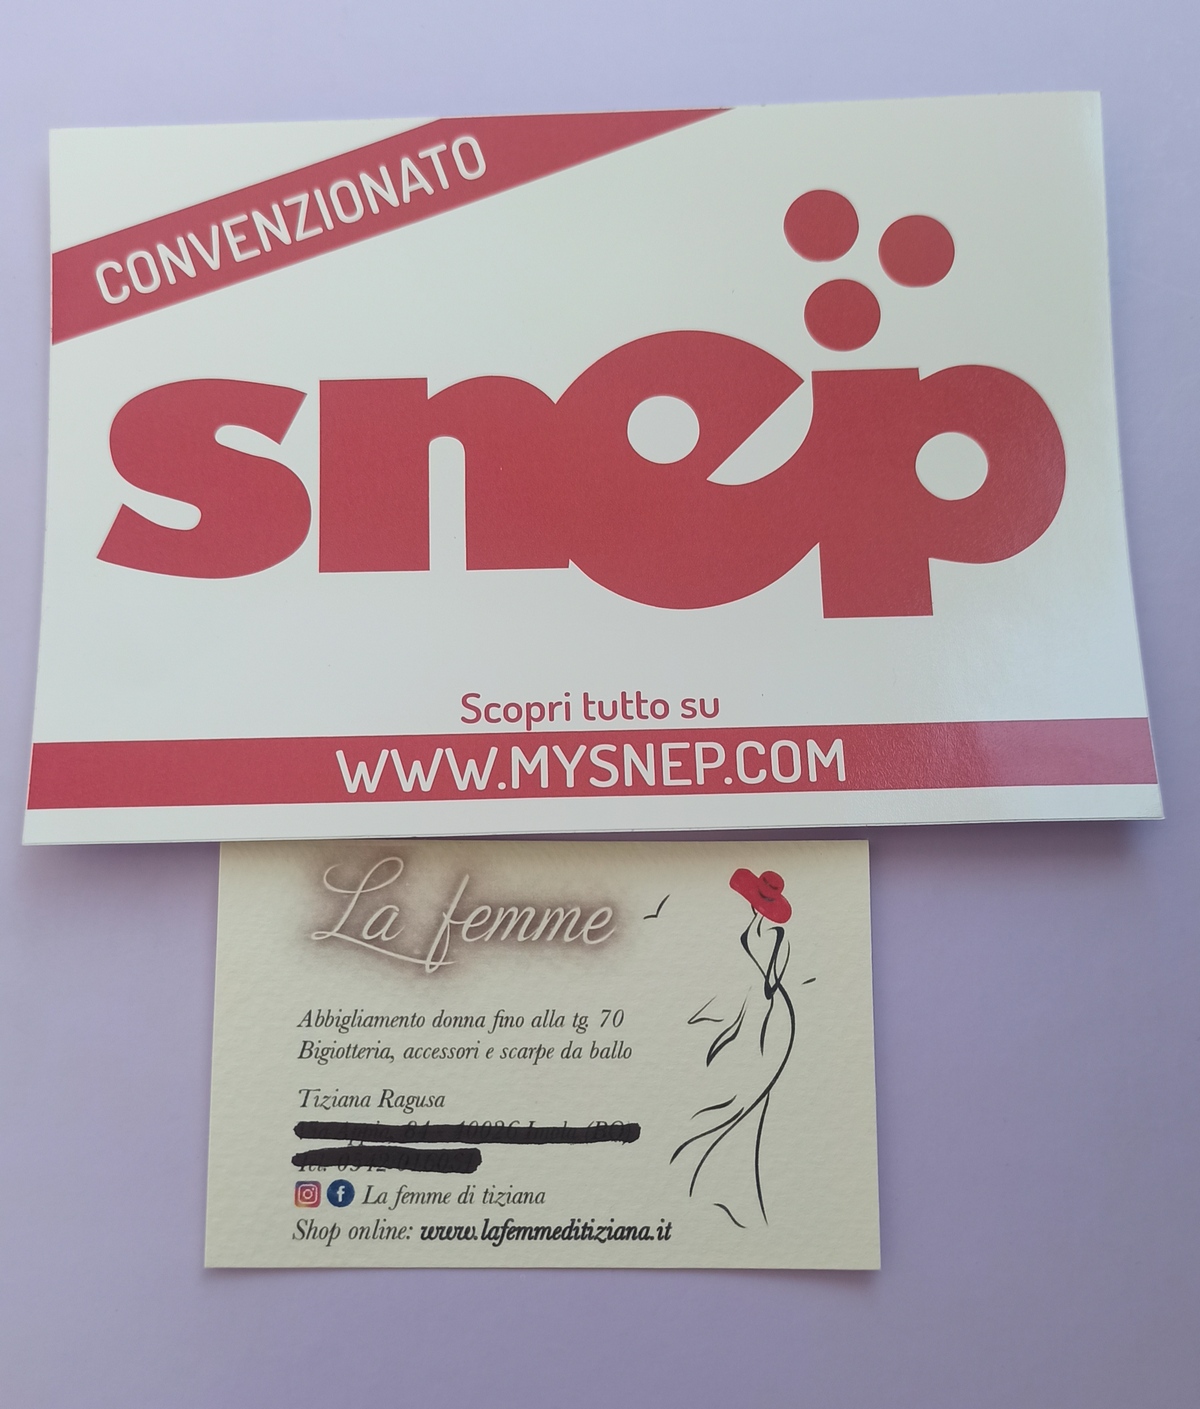 CONVENZIONATO
snep
Scopri tutto su
WWW.MYSNEP.COM
La femme
Abbigliamento donna fino alla tg. 70
Bigiotteria, accessori e scarpe da ballo
Tiziana Ragusa
La femme di tiziana
Shop online: www.lafemmeditiziana.it